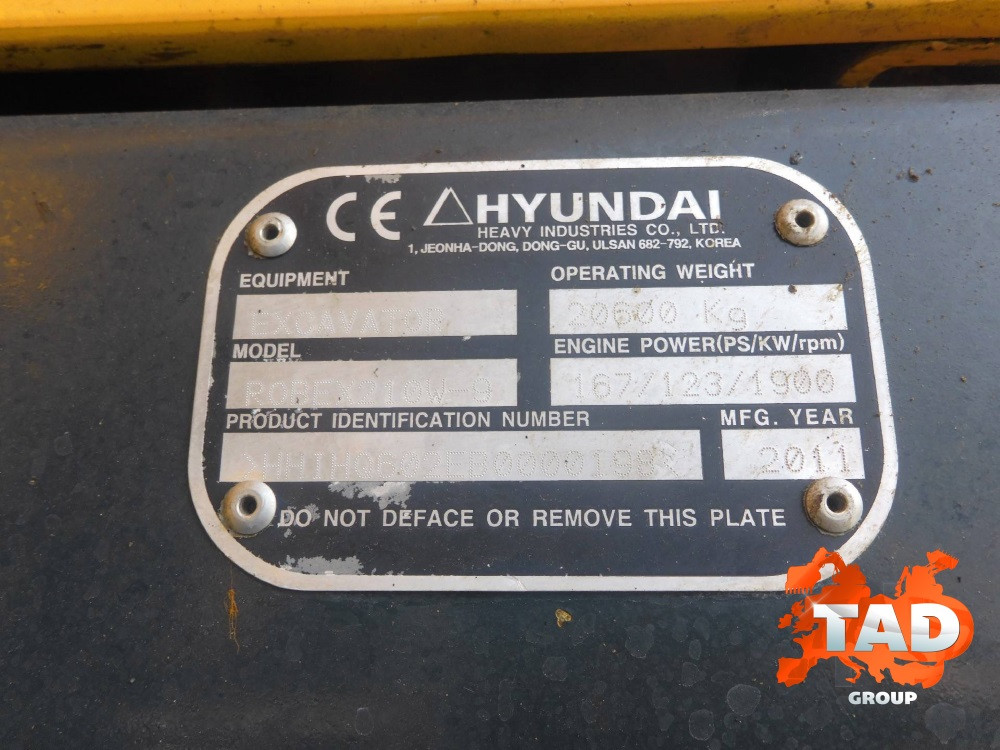 CE HYUNDAI
HEAVY INDUSTRIES CO., LTD.
1, JEONHA-DONG, DONG-GU, ULSAN 682-792, KOREA
EQUIPMENT OPERATING WEIGHT
EXCAVATOR 20600 Kg
MODEL ENGINE POWER(PS/KW/rpm)
ROBEX210W-9 167/123/1900
PRODUCT IDENTIFICATION NUMBER MFG. YEAR
2011
DO NOT DEFACE OR REMOVE THIS PLATE
TAD
GROUP